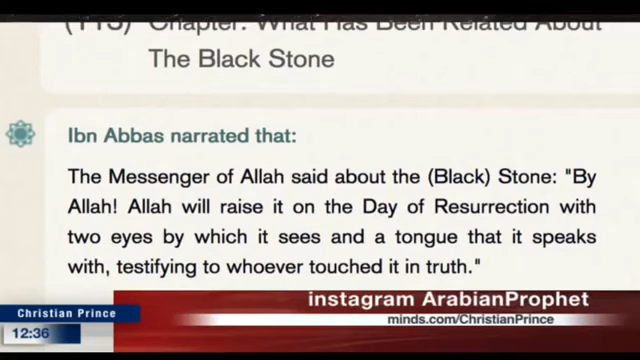 (113) Chapter: What Has Been Related About
The Black Stone
Ibn Abbas narrated that:
The Messenger of Allah said about the (Black) Stone: "By
Allah! Allah will raise it on the Day of Resurrection with
two eyes by which it sees and a tongue that it speaks
with, testifying to whoever touched it in truth."
instagram ArabianProphet
Christian Prince
minds.com/ChristianPrince
12:36